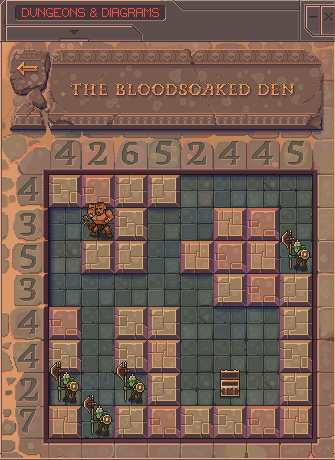 DUNGEONS & DIAGRAMS
THE BLOODSOAKED DEN
4 2 6 5 2 4 4 5
4
3
5
3
4
4
2
7